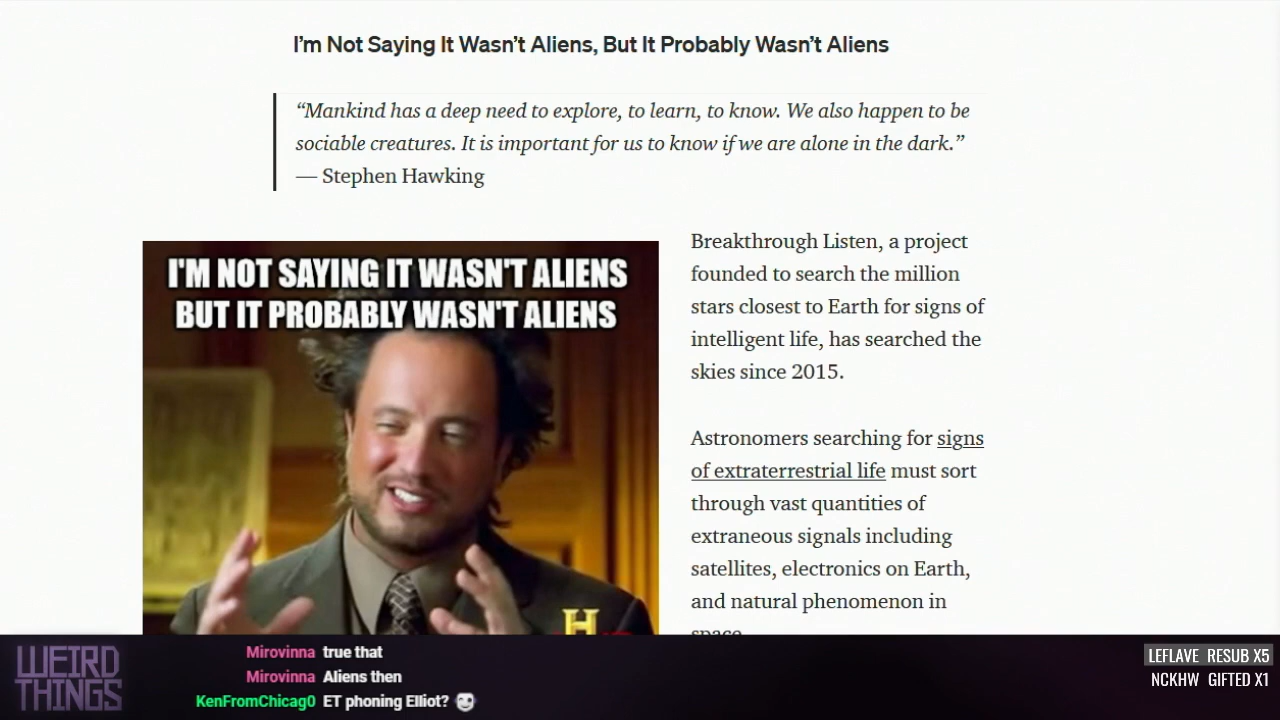 I'm Not Saying It Wasn't Aliens, But It Probably Wasn't Aliens
“Mankind has a deep need to explore, to learn, to know. We also happen to be
sociable creatures. It is important for us to know if we are alone in the dark.”
— Stephen Hawking
I'M NOT SAYING IT WASN'T ALIENS
BUT IT PROBABLY WASN'T ALIENS
H
Breakthrough Listen, a project
founded to search the million
stars closest to Earth for signs of
intelligent life, has searched the
skies since 2015.
Astronomers searching for signs
of extraterrestrial life must sort
through vast quantities of
extraneous signals including
satellites, electronics on Earth,
and natural phenomenon in
space
WEIRD
THINGS
Mirovinna true that
Mirovinna Aliens then
KenFromChicag0 ET phoning Elliot?
LEFLAVE RESUB X5
NCKHW GIFTED X1